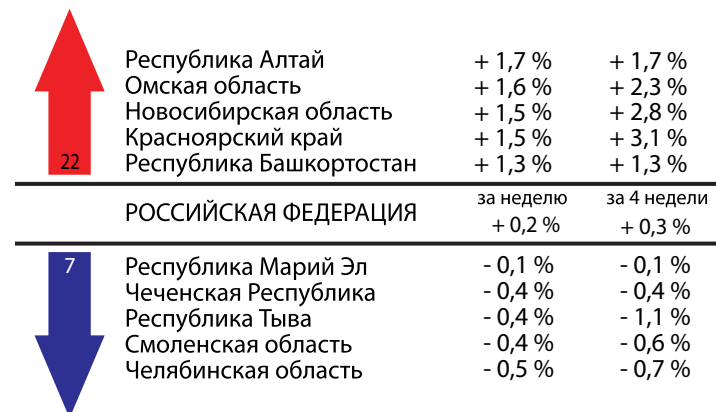 Республика Алтай + 1,7 % + 1,7 %
Омская область + 1,6 % + 2,3 %
Новосибирская область + 1,5 % + 2,8 %
Красноярский край + 1,5 % + 3,1 %
22 Республика Башкортостан + 1,3 % + 1,3 %
РОССИЙСКАЯ ФЕДЕРАЦИЯ за неделю за 4 недели
+ 0,2 % + 0,3 %
7 Республика Марий Эл - 0,1 % - 0,1 %
Чеченская Республика - 0,4 % - 0,4 %
Республика Тыва - 0,4 % - 1,1 %
Смоленская область - 0,4 % - 0,6 %
Челябинская область - 0,5 % - 0,7 %